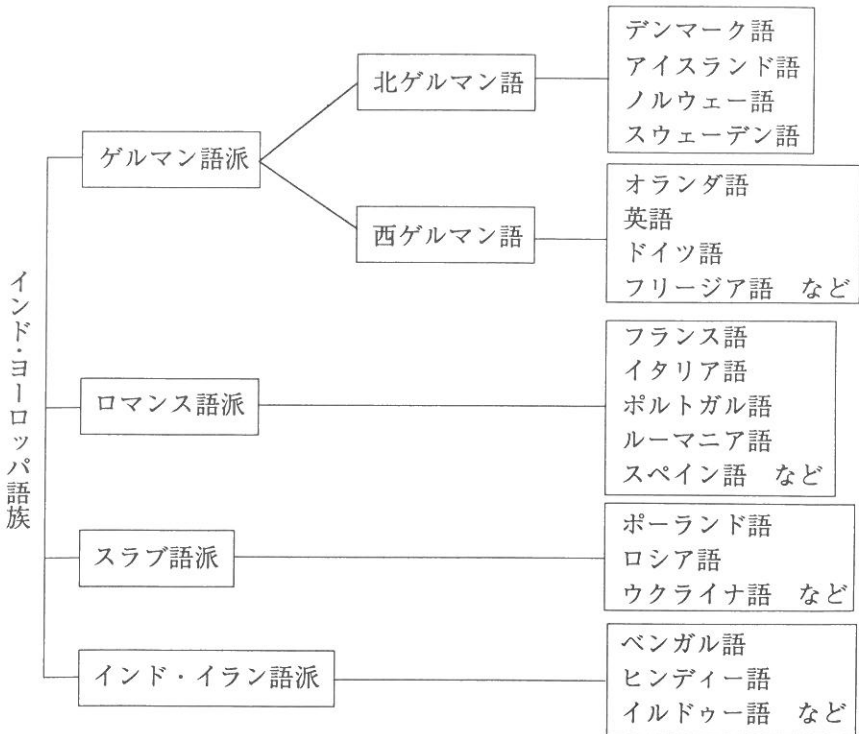 インド・ヨーロッパ語族
ゲルマン語派
北ゲルマン語
デンマーク語
アイスランド語
ノルウェー語
スウェーデン語
西ゲルマン語
オランダ語
英語
ドイツ語
フリージア語　など
ロマンス語派
フランス語
イタリア語
ポルトガル語
ルーマニア語
スペイン語　など
スラブ語派
ポーランド語
ロシア語
ウクライナ語　など
インド・イラン語派
ベンガル語
ヒンディー語
イルドゥー語　など